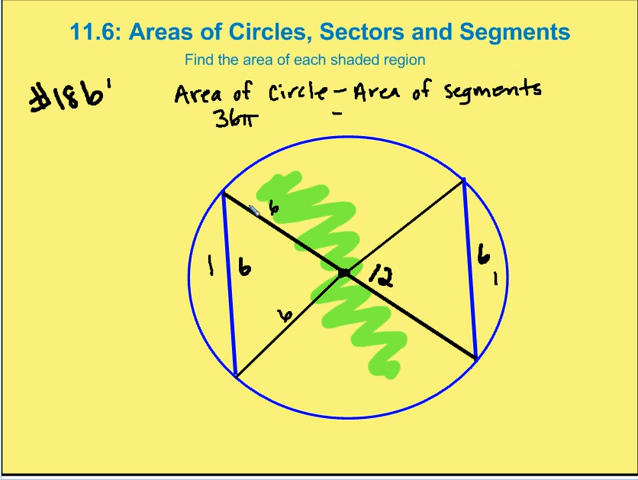 11.6: Areas of Circles, Sectors and Segments
Find the area of each shaded region
#18b'
Area of Circle - Area of segments
36π -
6
1 6
12
6
1
6